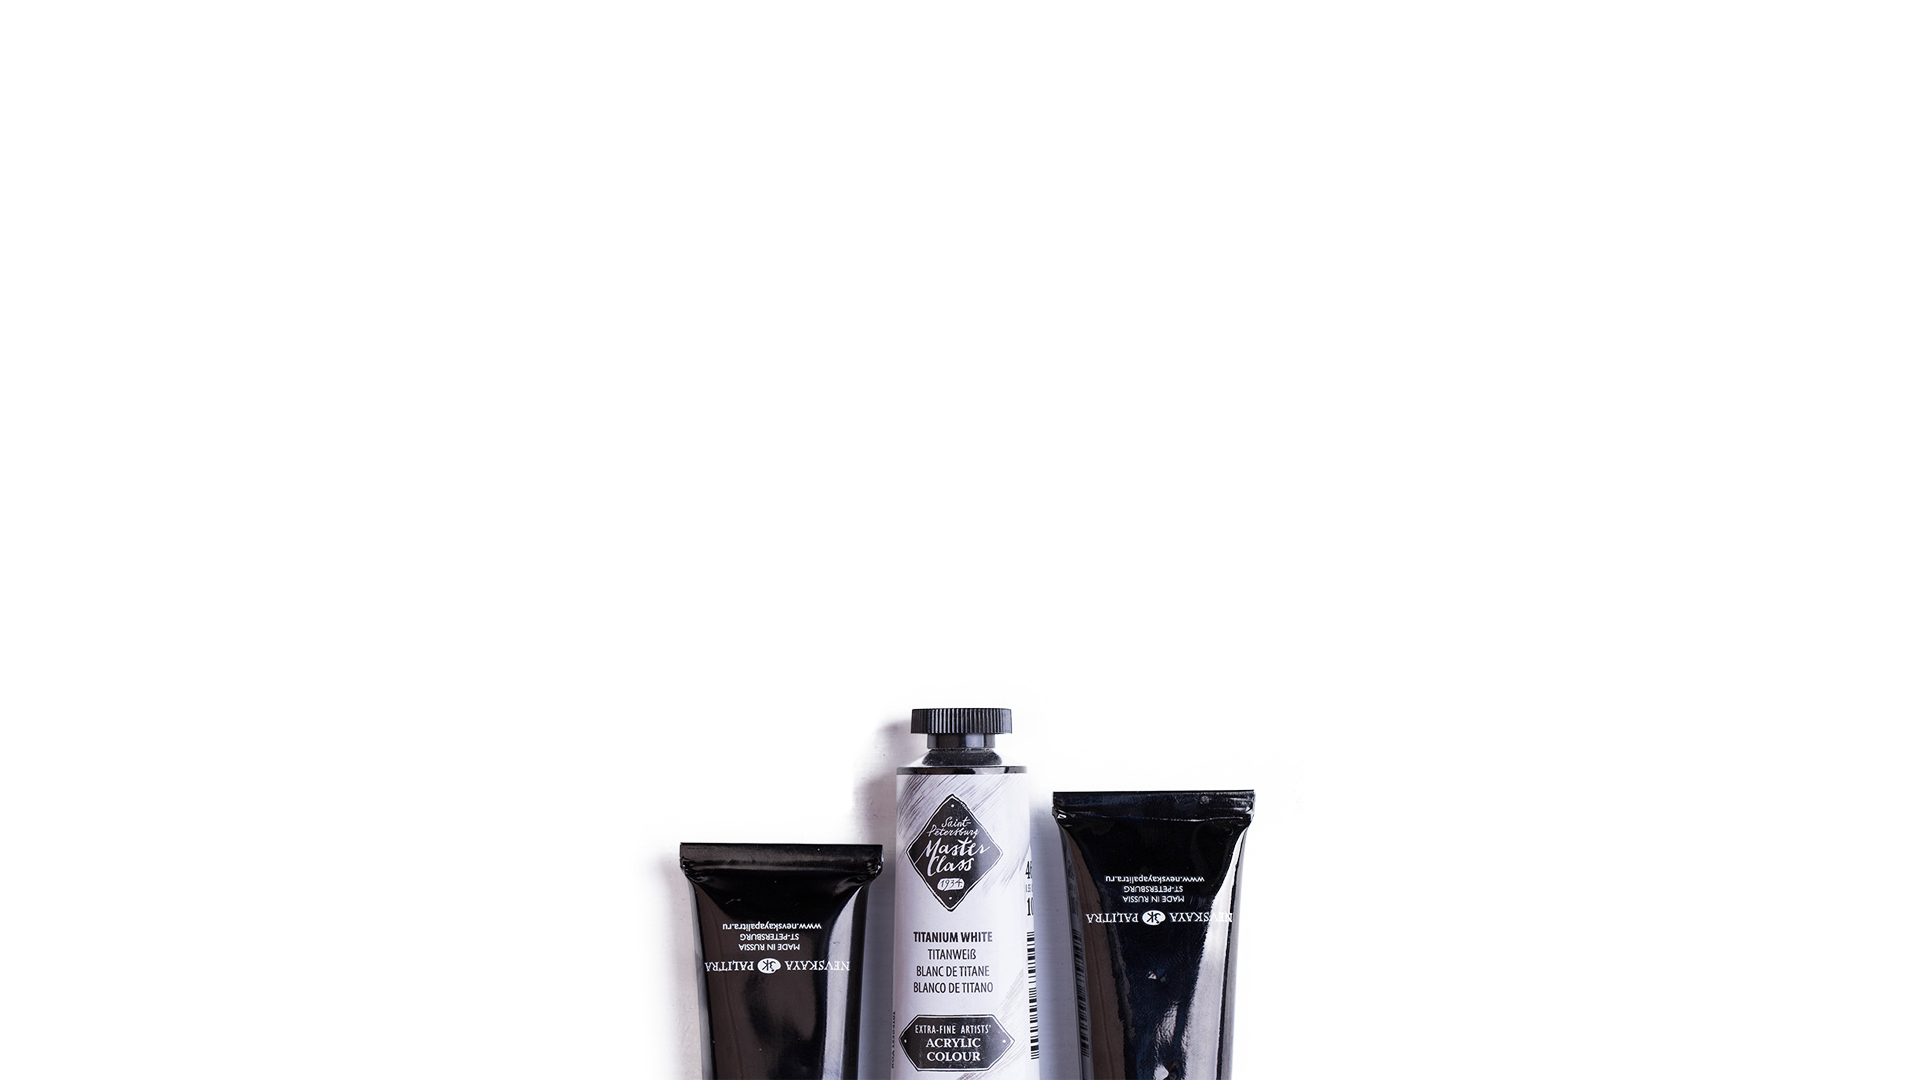 Saint-
Petersburg
Master
Class
1934
TITANIUM WHITE
TITANWEIß
BLANC DE TITANE
BLANCO DE TITANO
EXTRA-FINE ARTISTS'
ACRYLIC
COLOUR
NEVSKAYA PALITRA
MADE IN RUSSIA
ST-PETERSBURG
www.nevskayapalitra.ru
NEVSKAYA PALITRA
MADE IN RUSSIA
ST-PETERSBURG
www.nevskayapalitra.ru